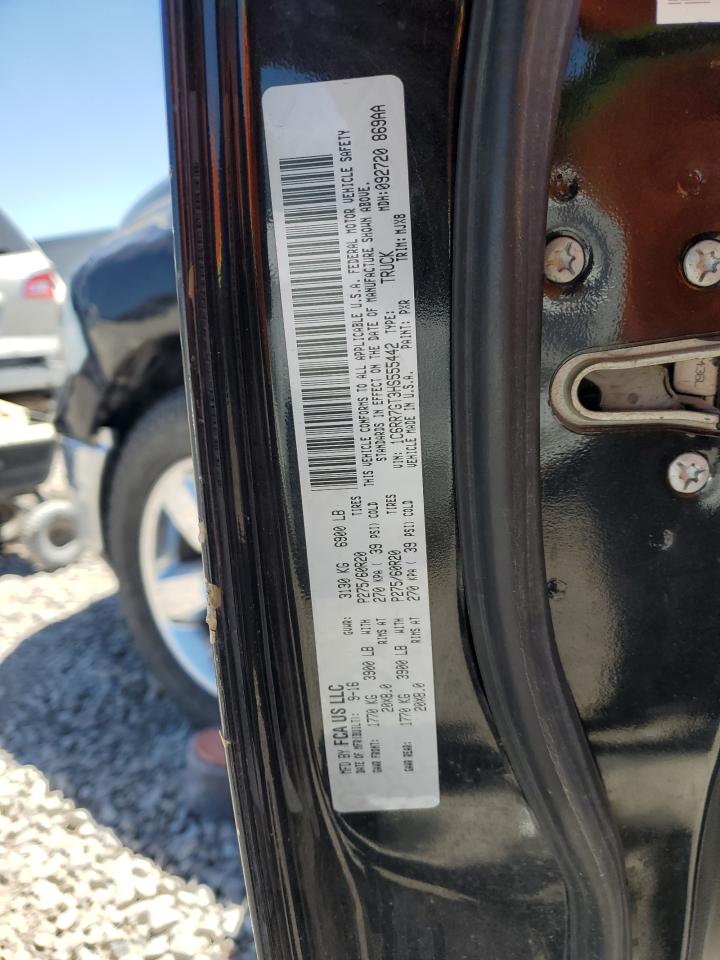 MFD BY FCA US LLC
DATE OF MFR(BUILT): 9-16 GVWR: 3130 KG 6900 LB
GAWR FRONT: 1770 KG 3900 LB WITH P275/60R20 TIRES
20X8.0 RIMS AT 270 KPA ( 39 PSI) COLD
GAWR REAR: 1770 KG 3900 LB WITH P275/60R20 TIRES
20X8.0 RIMS AT 270 KPA ( 39 PSI) COLD
THIS VEHICLE CONFORMS TO ALL APPLICABLE U.S.A. FEDERAL MOTOR VEHICLE SAFETY
STANDARDS IN EFFECT ON THE DATE OF MANUFACTURE SHOWN ABOVE.
VIN: 1C6RR7GT3HS555442 TYPE: TRUCK MDH:092720 869AA
VEHICLE MADE IN U.S.A. PAINT: PXR TRIM: MJX8